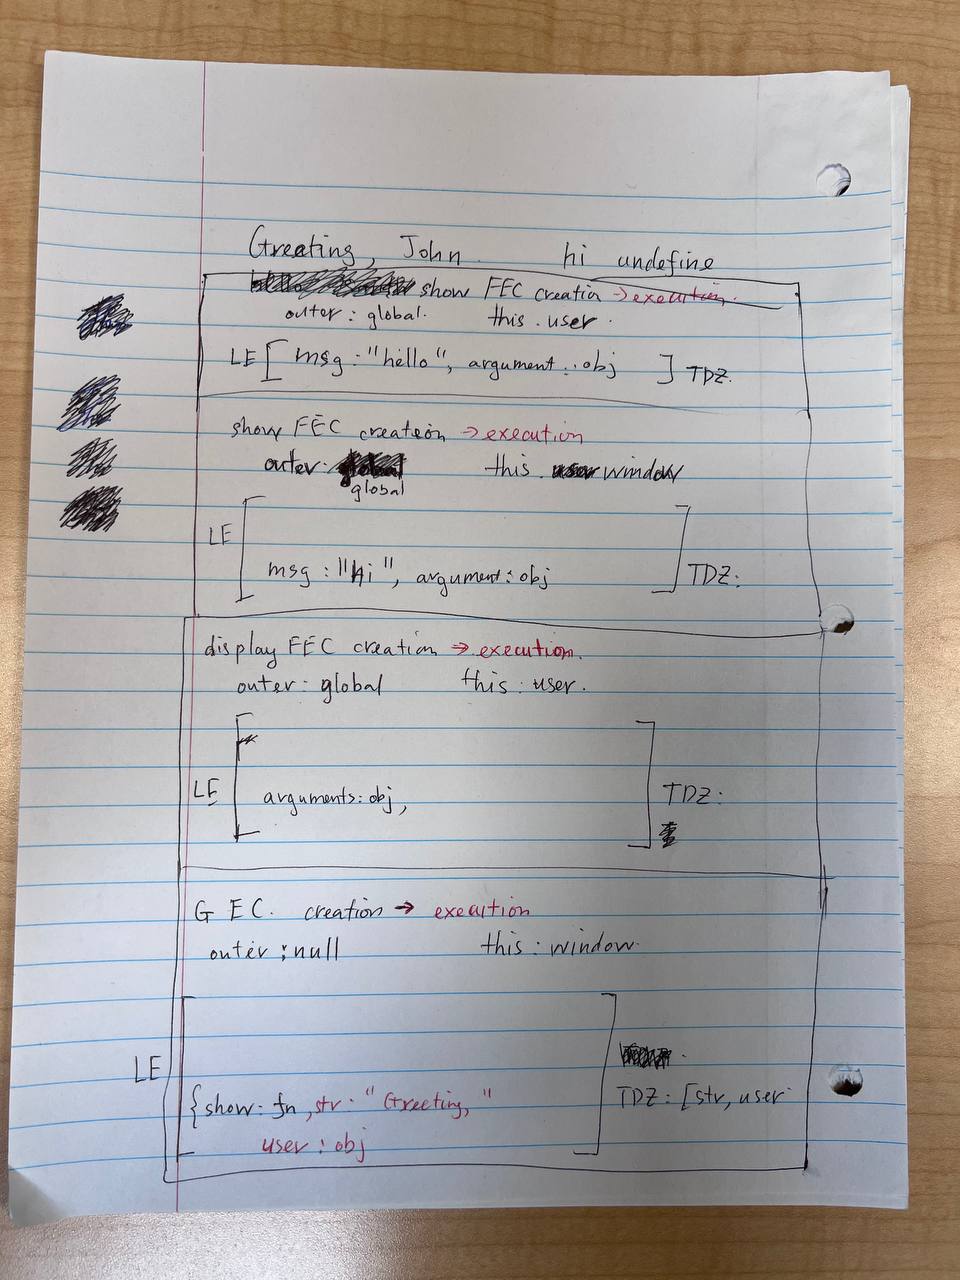 Greating, John. hi undefine
show FEC creation → execution.
outer: global. this. user.
LE [ msg: "hello", argument: obj ] TDZ.
show FEC creation → execution
outer. global this. window
LE [ msg: "Hi", argument: obj ] TDZ:
display FEC creation → execution.
outer: global this: user.
LE [ arguments: obj, ] TDZ:
G EC. creation → execution
outer: null this: window.
LE [ {show: fn, str: "Greeting," ] TDZ: [str, user
user: obj